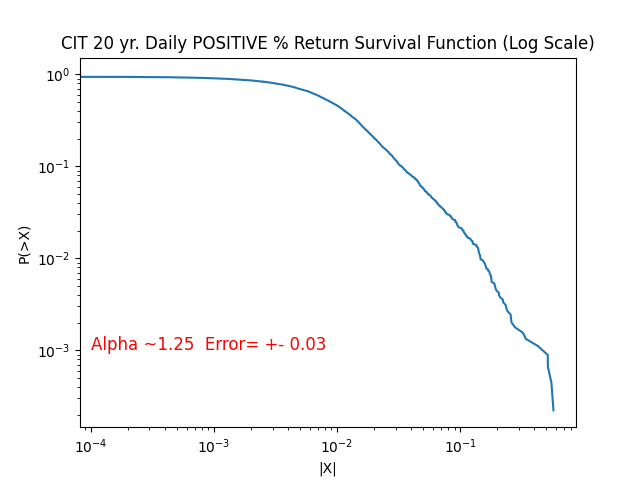 CIT 20 yr. Daily POSITIVE % Return Survival Function (Log Scale)
10⁰
10⁻¹
10⁻²
10⁻³
P(>X)
Alpha ~1.25  Error= +- 0.03
10⁻⁴
10⁻³
10⁻²
10⁻¹
|X|